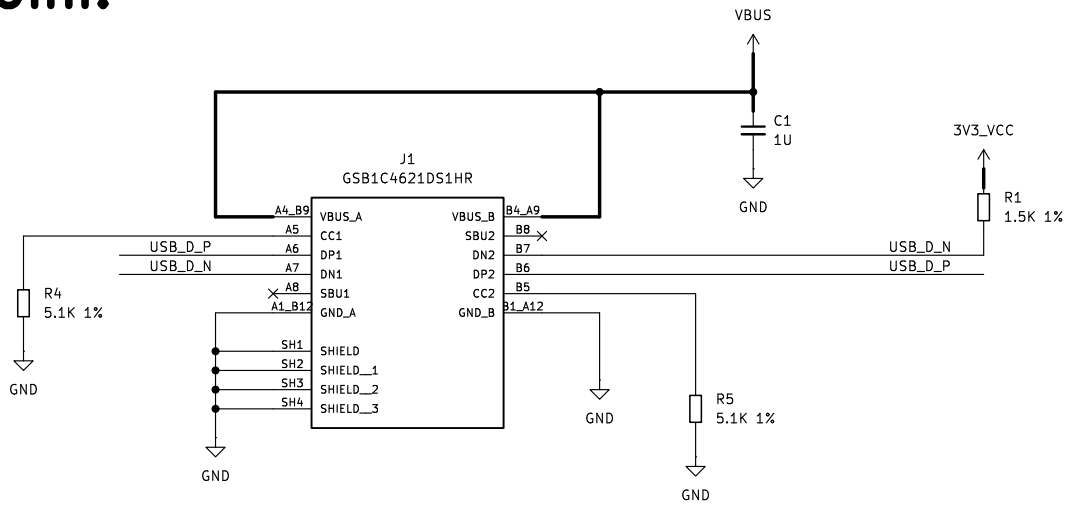 VBUS
C1
1U
GND
3V3_VCC
R1
1.5K 1%
J1
GSB1C4621DS1HR
A4_B9 VBUS_A VBUS_B B4_A9
A5 CC1 SBU2 B8
USB_D_P A6 DP1 DN2 B7 USB_D_N
USB_D_N A7 DN1 DP2 B6 USB_D_P
A8 SBU1 CC2 B5
A1_B12 GND_A GND_B B1_A12
R4
5.1K 1%
GND
SH1 SHIELD
SH2 SHIELD__1
SH3 SHIELD__2
SH4 SHIELD__3
GND
GND
R5
5.1K 1%
GND